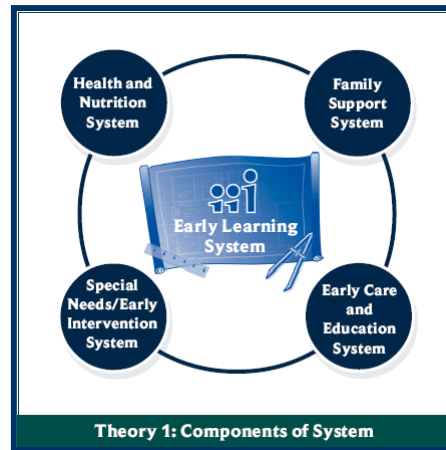 Health and
Nutrition
System
Family
Support
System
Early Learning
System
Special
Needs/Early
Intervention
System
Early Care
and
Education
System
Theory 1: Components of System